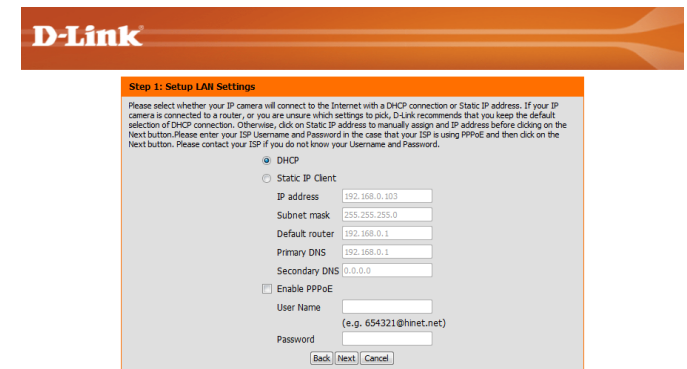 D-Link
Step 1: Setup LAN Settings
Please select whether your IP camera will connect to the Internet with a DHCP connection or Static IP address. If your IP
camera is connected to a router, or you are unsure which settings to pick, D-Link recommends that you keep the default
selection of DHCP connection. Otherwise, click on Static IP address to manually assign and IP address before clicking on the
Next button.Please enter your ISP Username and Password in the case that your ISP is using PPPoE and then click on the
Next button. Please contact your ISP if you do not know your Username and Password.
DHCP
Static IP Client
IP address 192.168.0.103
Subnet mask 255.255.255.0
Default router 192.168.0.1
Primary DNS 192.168.0.1
Secondary DNS 0.0.0.0
Enable PPPoE
User Name
(e.g. 654321@hinet.net)
Password
Back Next Cancel